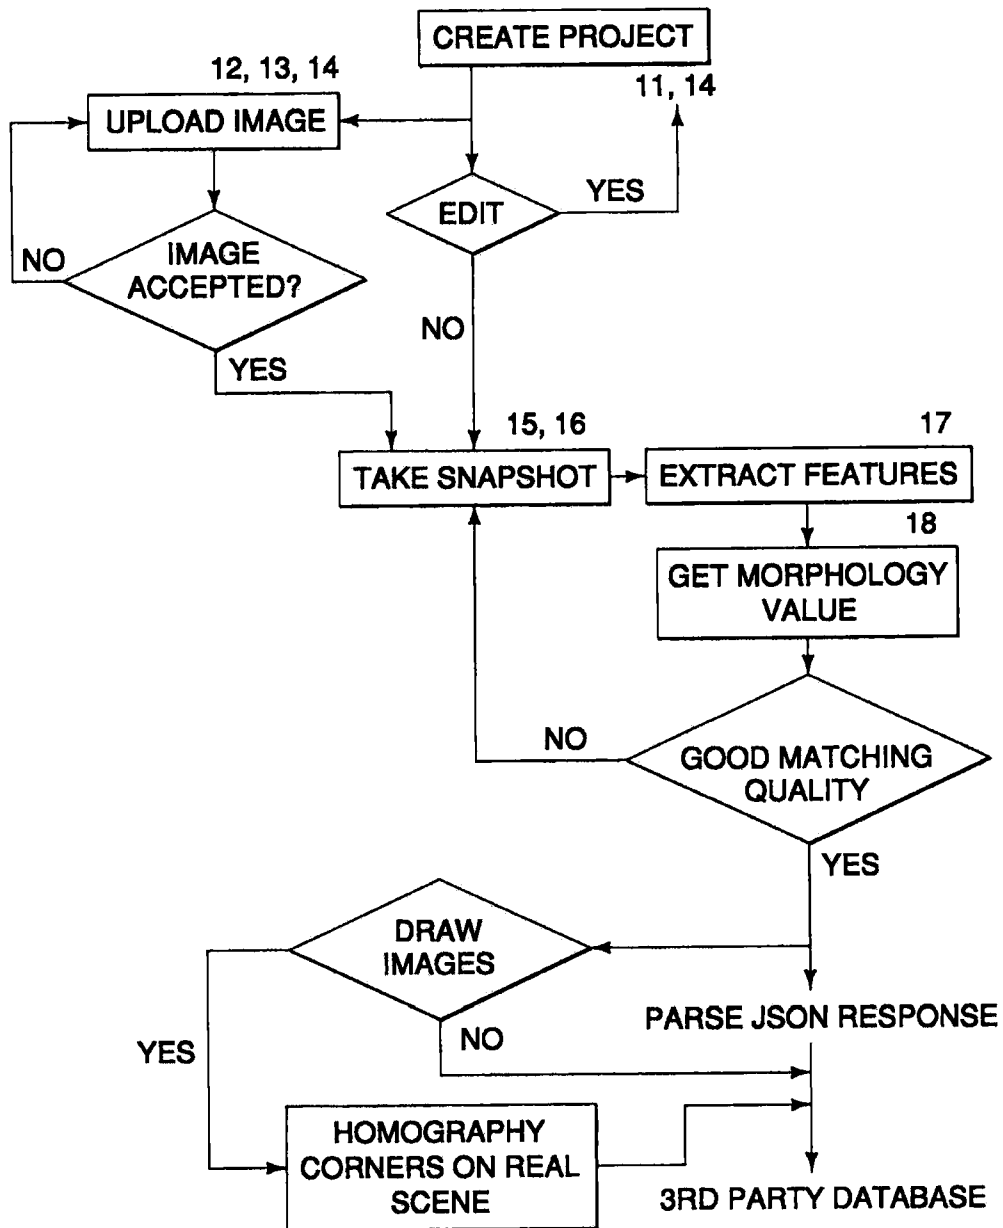 CREATE PROJECT
12, 13, 14
11, 14
UPLOAD IMAGE
YES
EDIT
NO
IMAGE
ACCEPTED?
NO
YES
15, 16
17
TAKE SNAPSHOT
EXTRACT FEATURES
18
GET MORPHOLOGY
VALUE
NO
GOOD MATCHING
QUALITY
YES
DRAW
IMAGES
PARSE JSON RESPONSE
NO
YES
HOMOGRAPHY
CORNERS ON REAL
SCENE
3RD PARTY DATABASE